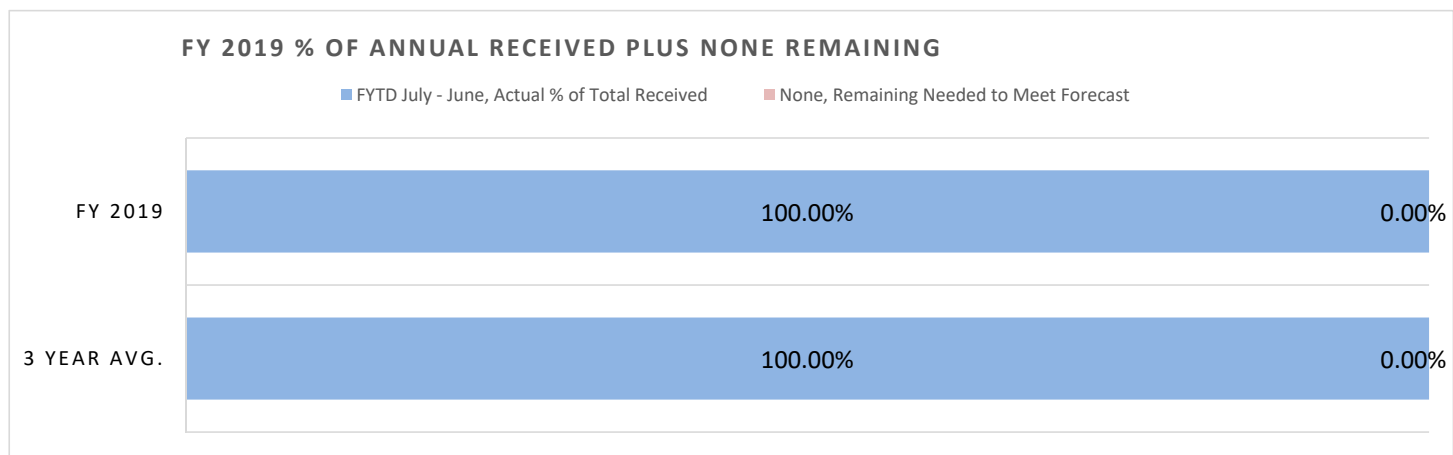 FY 2019 % OF ANNUAL RECEIVED PLUS NONE REMAINING
FYTD July - June, Actual % of Total Received None, Remaining Needed to Meet Forecast
FY 2019 100.00% 0.00%
3 YEAR AVG. 100.00% 0.00%